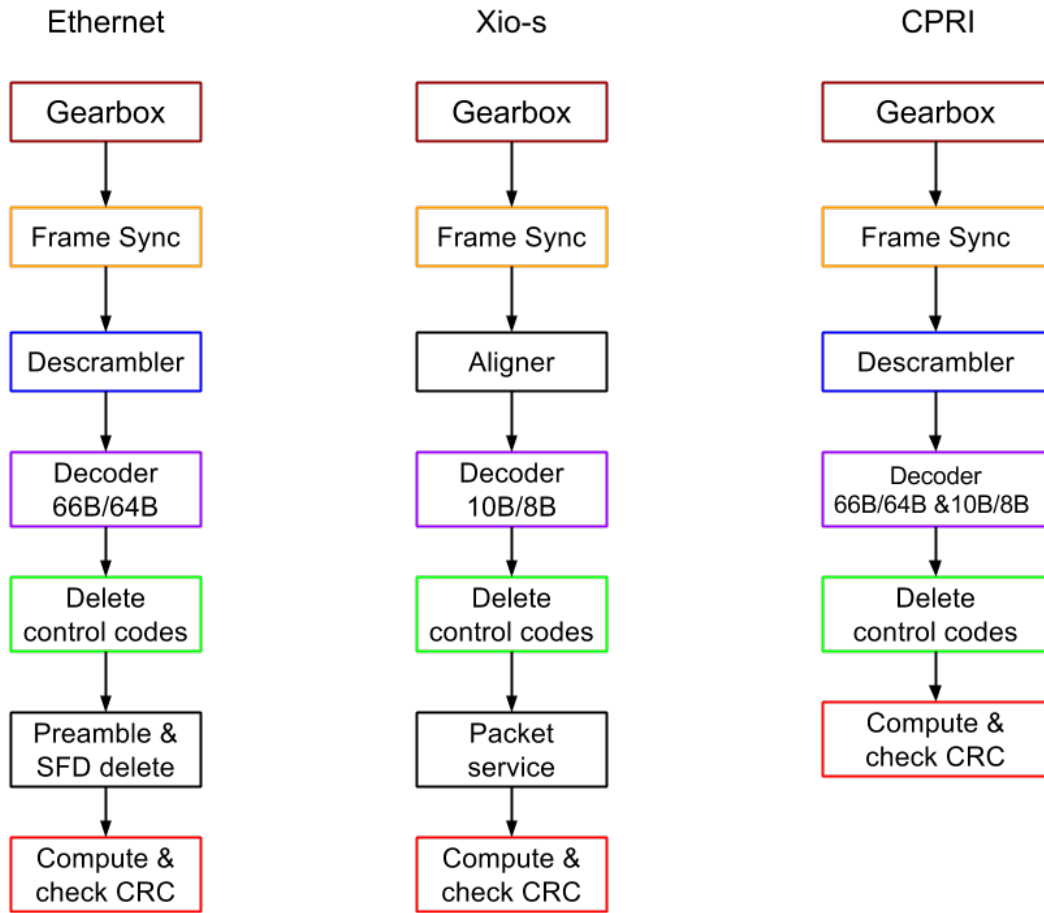 Ethernet
Gearbox
Frame Sync
Descrambler
Decoder
66B/64B
Delete
control codes
Preamble &
SFD delete
Compute &
check CRC
Xio-s
Gearbox
Frame Sync
Aligner
Decoder
10B/8B
Delete
control codes
Packet
service
Compute &
check CRC
CPRI
Gearbox
Frame Sync
Descrambler
Decoder
66B/64B &10B/8B
Delete
control codes
Compute &
check CRC